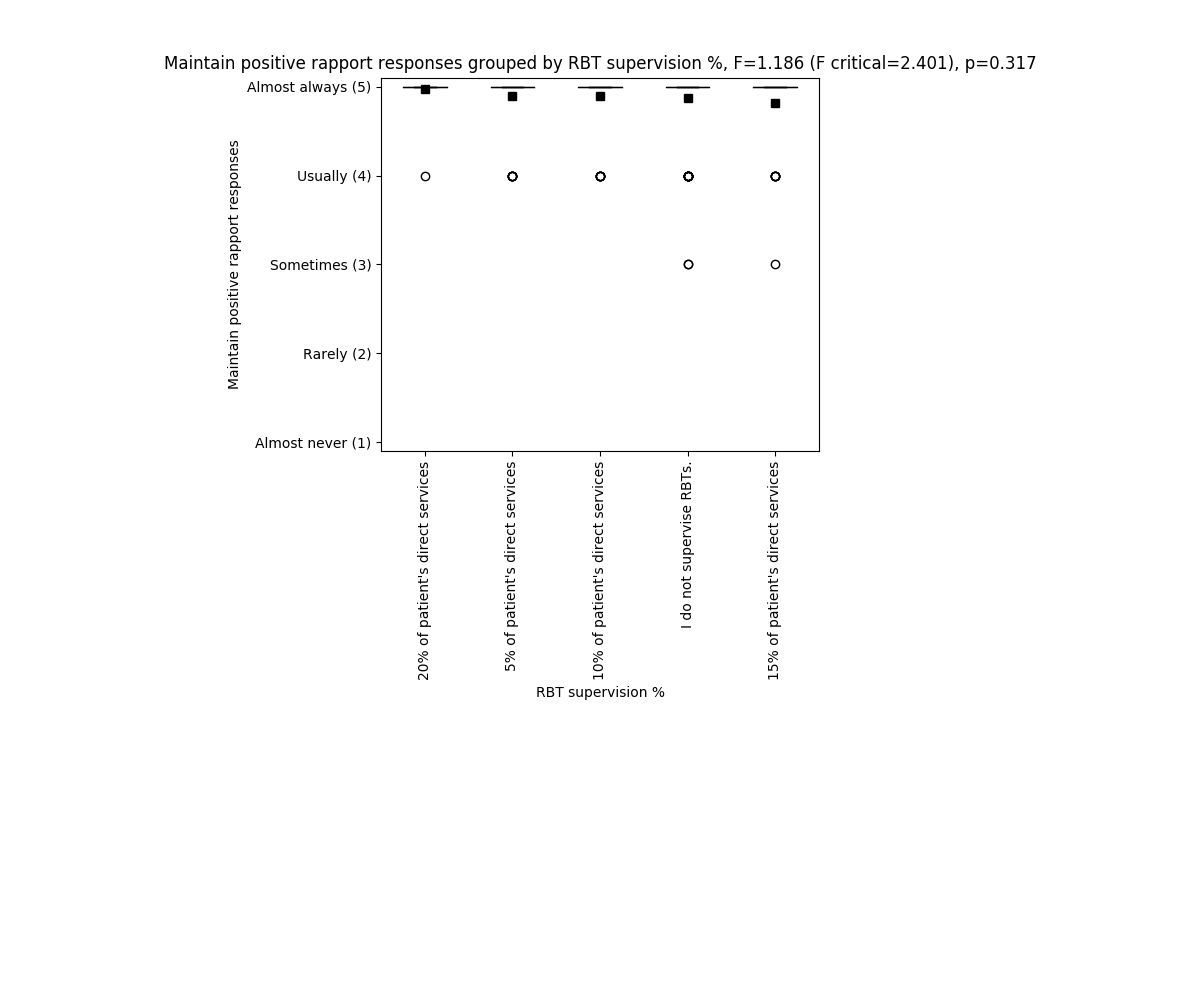 Maintain positive rapport responses grouped by RBT supervision %, F=1.186 (F critical=2.401), p=0.317
Maintain positive rapport responses
Almost always (5)
Usually (4)
Sometimes (3)
Rarely (2)
Almost never (1)
20% of patient's direct services
5% of patient's direct services
10% of patient's direct services
I do not supervise RBTs.
15% of patient's direct services
RBT supervision %